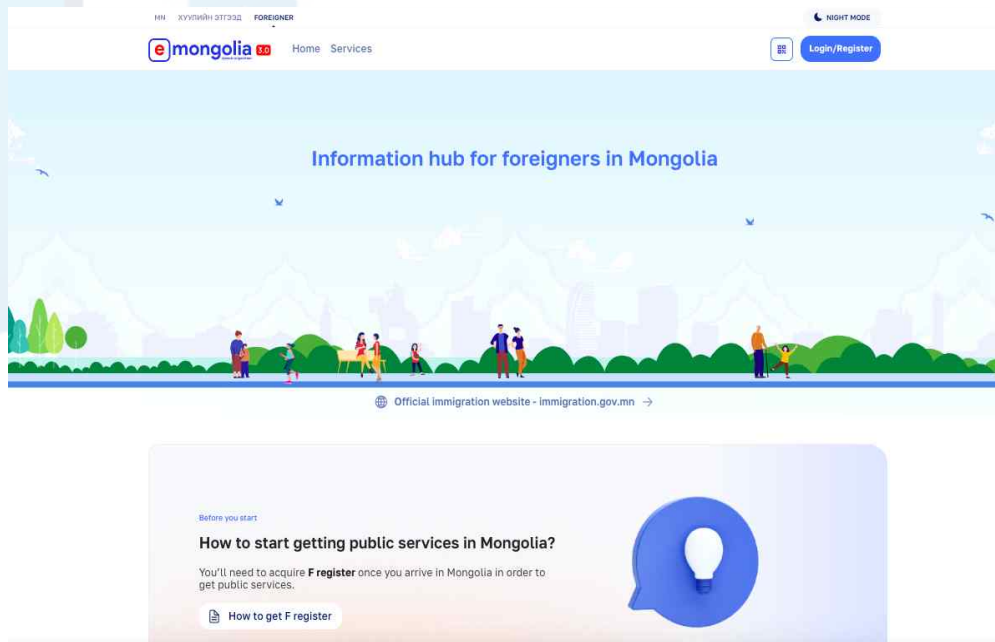 MN ХУУЛИЙН ЭТГЭЭД FOREIGNER
NIGHT MODE
e mongolia 3.0
Home Services
Login/Register
Information hub for foreigners in Mongolia
Official immigration website - immigration.gov.mn →
Before you start
How to start getting public services in Mongolia?
You'll need to acquire F register once you arrive in Mongolia in order to
get public services.
How to get F register